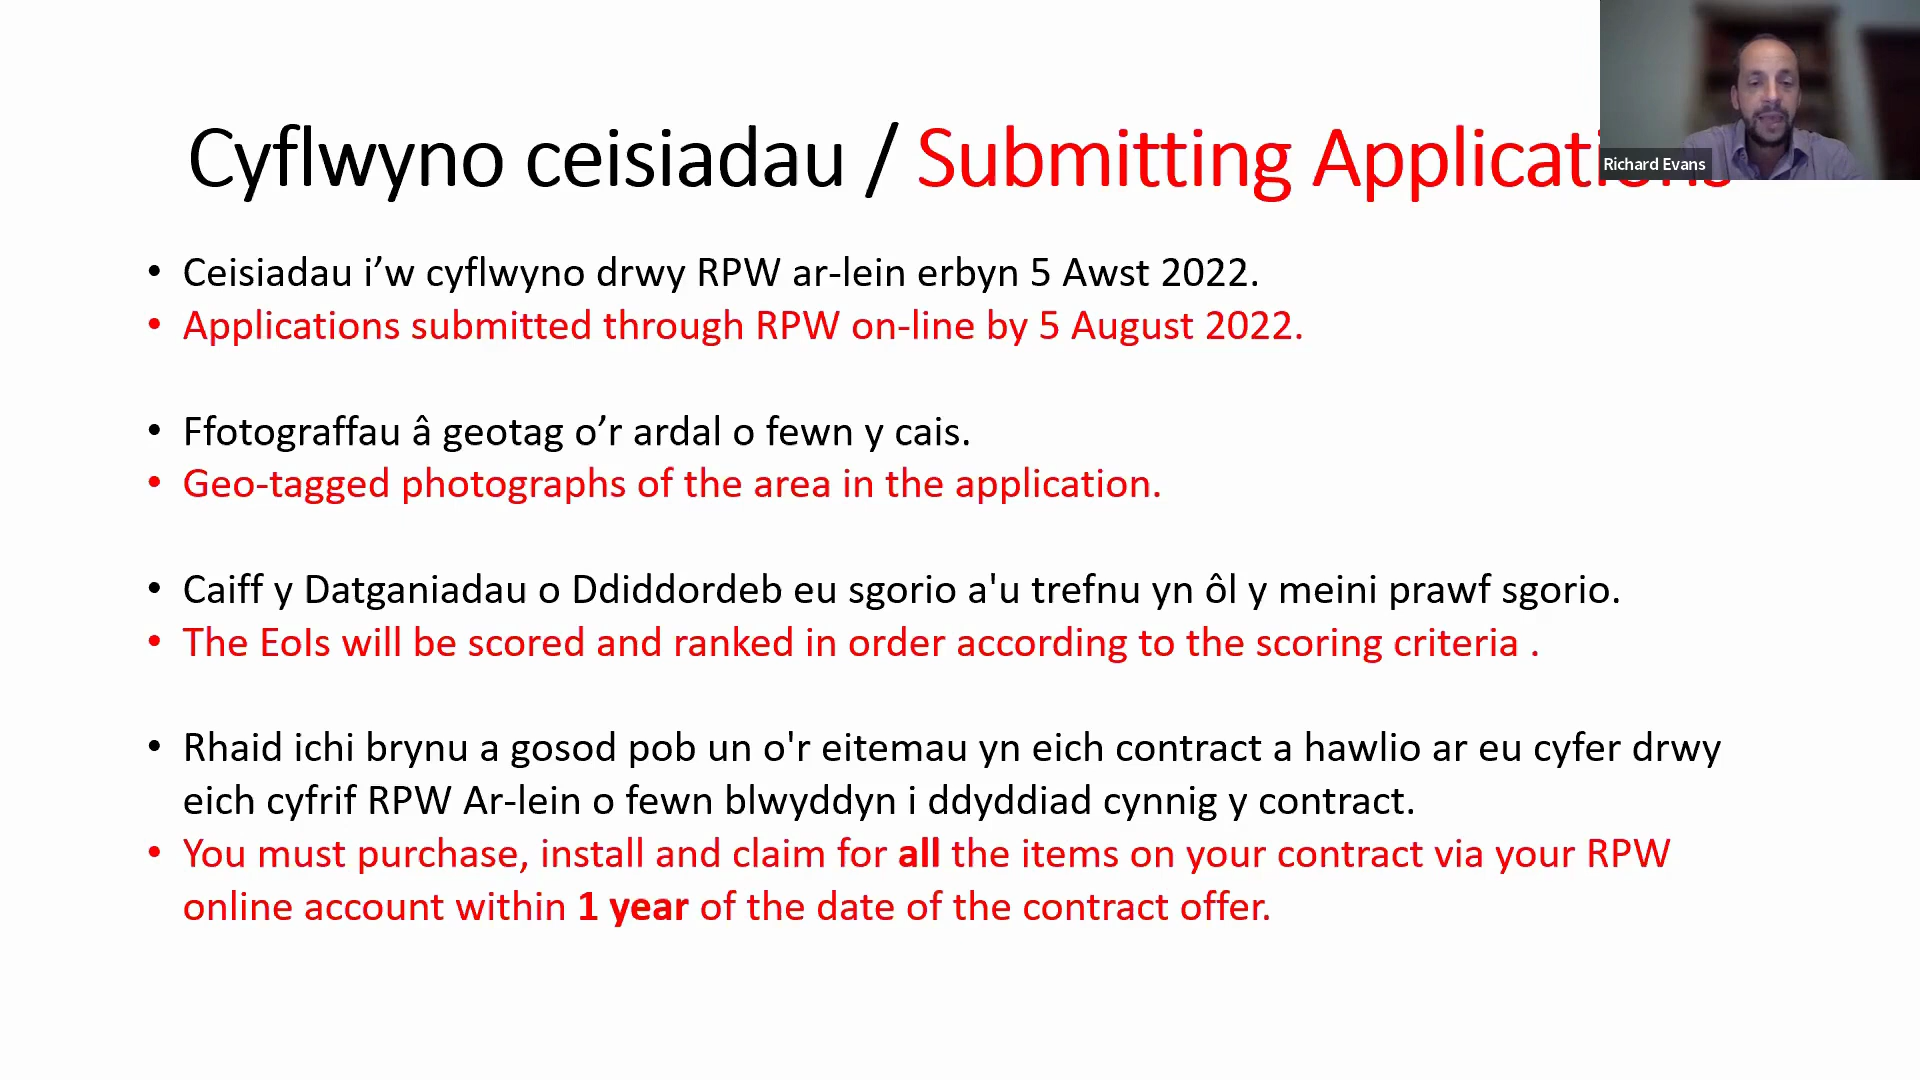 Cyflwyno ceisiadau / Submitting Applications
Richard Evans
• Ceisiadau i’w cyflwyno drwy RPW ar-lein erbyn 5 Awst 2022.
• Applications submitted through RPW on-line by 5 August 2022.
• Ffotograffau â geotag o’r ardal o fewn y cais.
• Geo-tagged photographs of the area in the application.
• Caiff y Datganiadau o Ddiddordeb eu sgorio a'u trefnu yn ôl y meini prawf sgorio.
• The EoIs will be scored and ranked in order according to the scoring criteria .
• Rhaid ichi brynu a gosod pob un o'r eitemau yn eich contract a hawlio ar eu cyfer drwy
eich cyfrif RPW Ar-lein o fewn blwyddyn i ddyddiad cynnig y contract.
• You must purchase, install and claim for all the items on your contract via your RPW
online account within 1 year of the date of the contract offer.